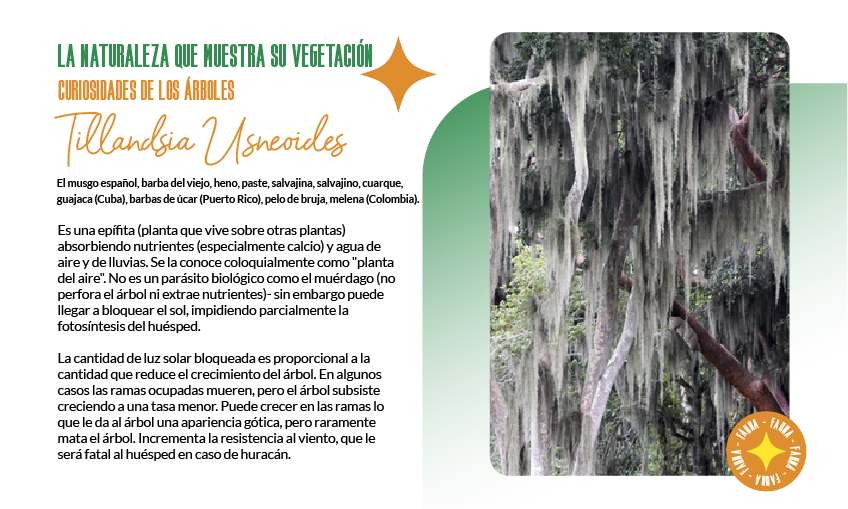 LA NATURALEZA QUE MUESTRA SU VEGETACIÓN
CURIOSIDADES DE LOS ÁRBOLES
Tillandsia Usneoides
El musgo español, barba del viejo, heno, paste, salvajina, salvajino, cuarque,
guajaca (Cuba), barbas de úcar (Puerto Rico), pelo de bruja, melena (Colombia).
Es una epífita (planta que vive sobre otras plantas)
absorbiendo nutrientes (especialmente calcio) y agua de
aire y de lluvias. Se la conoce coloquialmente como "planta
del aire". No es un parásito biológico como el muérdago (no
perfora el árbol ni extrae nutrientes)- sin embargo puede
llegar a bloquear el sol, impidiendo parcialmente la
fotosíntesis del huésped.
La cantidad de luz solar bloqueada es proporcional a la
cantidad que reduce el crecimiento del árbol. En algunos
casos las ramas ocupadas mueren, pero el árbol subsiste
creciendo a una tasa menor. Puede crecer en las ramas lo
que le da al árbol una apariencia gótica, pero raramente
mata el árbol. Incrementa la resistencia al viento, que le
será fatal al huésped en caso de huracán.
FAUNA - FAUNA - FAUNA - FAUNA - FAUNA -